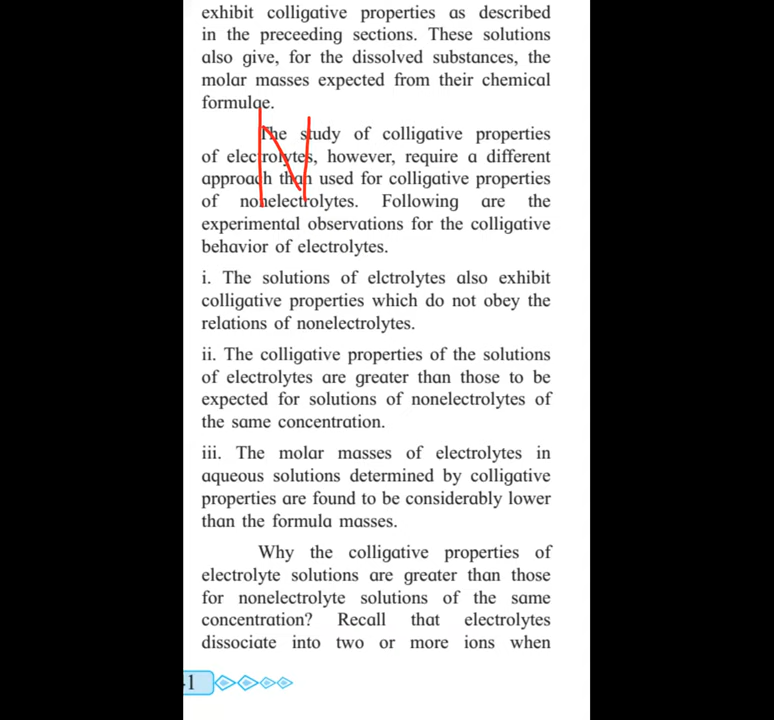 exhibit colligative properties as described
in the preceeding sections. These solutions
also give, for the dissolved substances, the
molar masses expected from their chemical
formulae.
The study of colligative properties
of electrolytes, however, require a different
approach than used for colligative properties
of nonelectrolytes. Following are the
experimental observations for the colligative
behavior of electrolytes.
i. The solutions of elctrolytes also exhibit
colligative properties which do not obey the
relations of nonelectrolytes.
ii. The colligative properties of the solutions
of electrolytes are greater than those to be
expected for solutions of nonelectrolytes of
the same concentration.
iii. The molar masses of electrolytes in
aqueous solutions determined by colligative
properties are found to be considerably lower
than the formula masses.
Why the colligative properties of
electrolyte solutions are greater than those
for nonelectrolyte solutions of the same
concentration? Recall that electrolytes
dissociate into two or more ions when
1
N